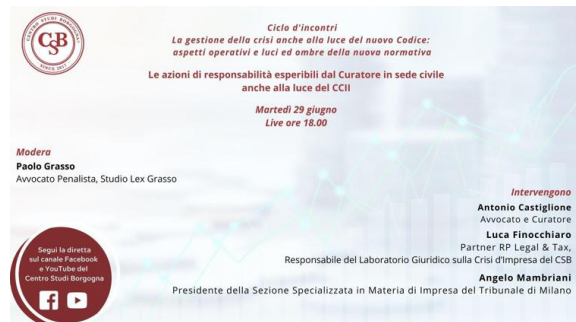 CENTRO STUDI BORGOGNA
CSB
SINCE 2017
Ciclo d'incontri
La gestione della crisi anche alla luce del nuovo Codice:
aspetti operativi e luci ed ombre della nuova normativa
Le azioni di responsabilità esperibili dal Curatore in sede civile
anche alla luce del CCII
Martedì 29 giugno
Live ore 18.00
Modera
Paolo Grasso
Avvocato Penalista, Studio Lex Grasso
Intervengono
Antonio Castiglione
Avvocato e Curatore
Luca Finocchiaro
Partner RP Legal & Tax,
Responsabile del Laboratorio Giuridico sulla Crisi d'Impresa del CSB
Angelo Mambriani
Presidente della Sezione Specializzata in Materia di Impresa del Tribunale di Milano
Segui la diretta
sul canale Facebook
e YouTube del
Centro Studi Borgogna